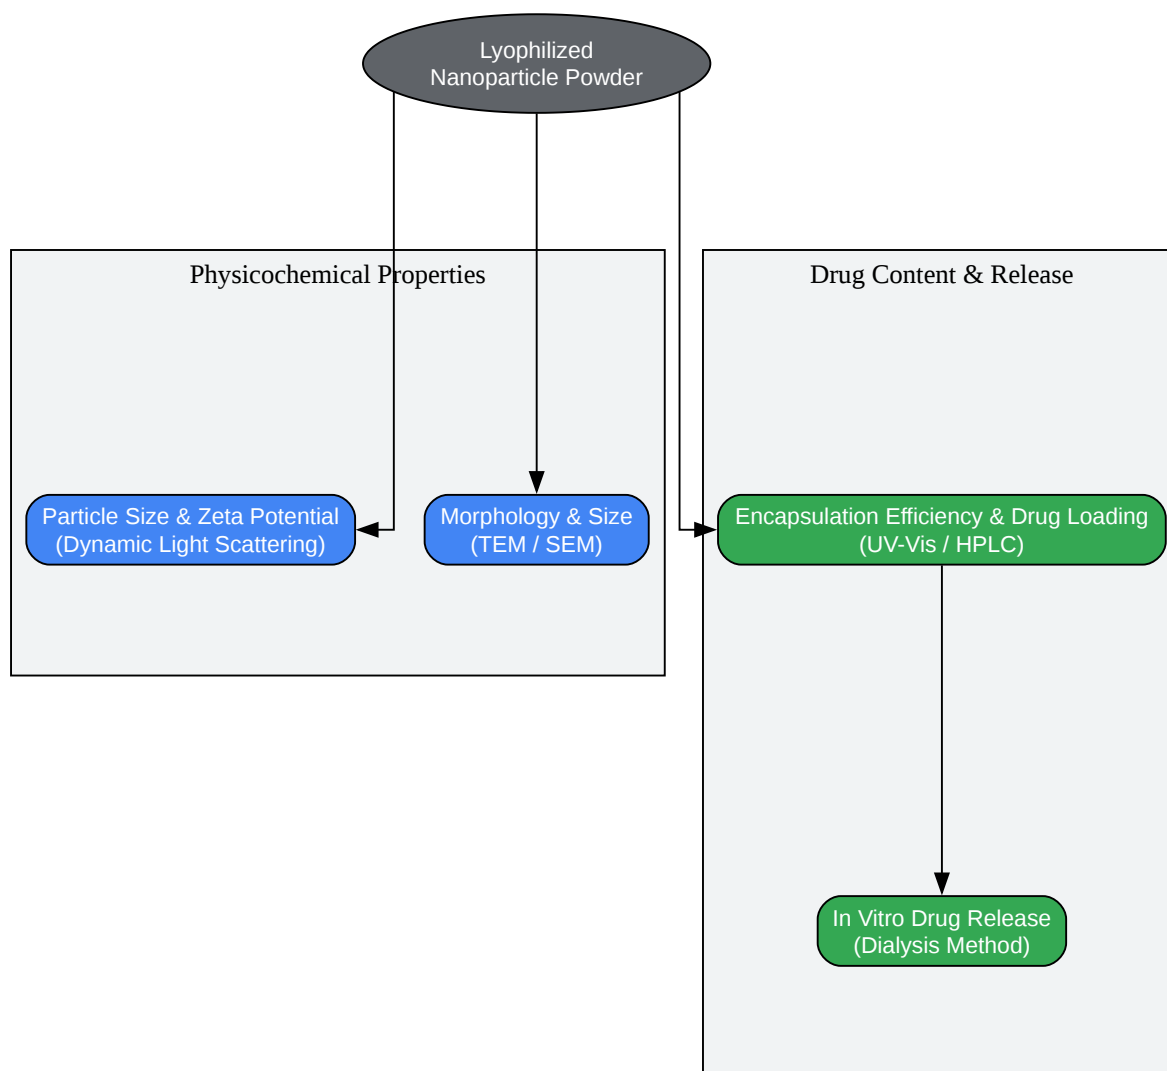 Lyophilized
Nanoparticle Powder
Physicochemical Properties
Drug Content & Release
Particle Size & Zeta Potential
(Dynamic Light Scattering)
Morphology & Size
(TEM / SEM)
Encapsulation Efficiency & Drug Loading
(UV-Vis / HPLC)
In Vitro Drug Release
(Dialysis Method)